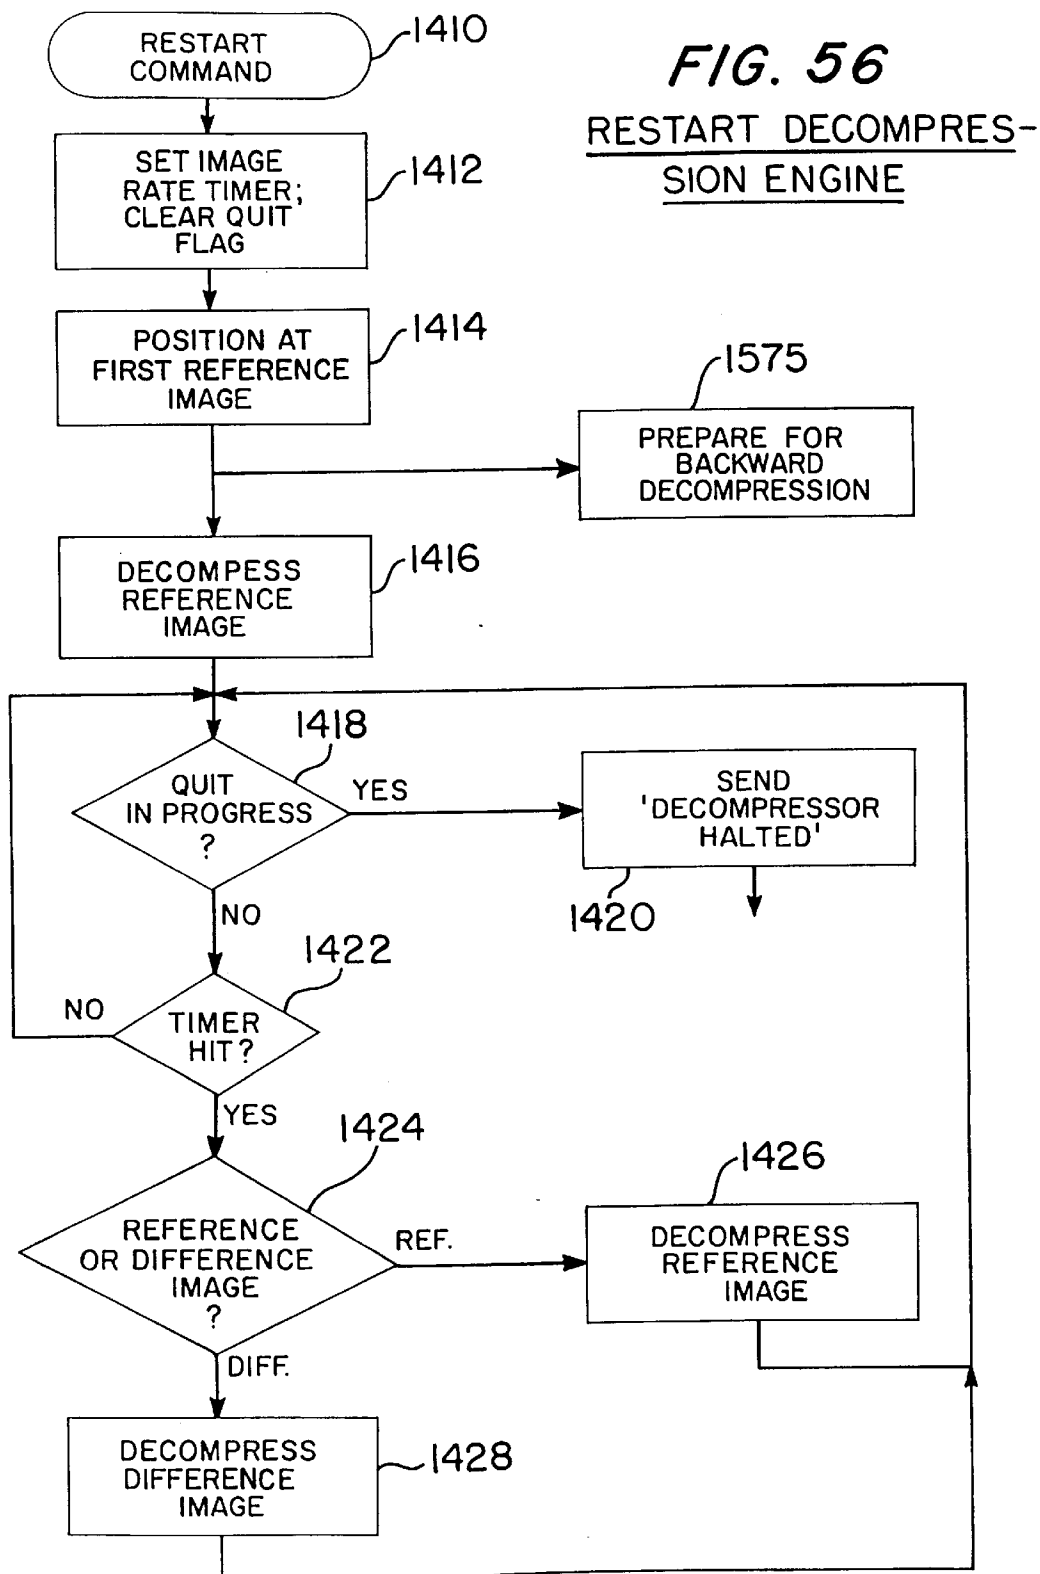 RESTART
COMMAND
1410
FIG. 56
RESTART DECOMPRES-
SION ENGINE
SET IMAGE
RATE TIMER;
CLEAR QUIT
FLAG
1412
POSITION AT
FIRST REFERENCE
IMAGE
1414
1575
PREPARE FOR
BACKWARD
DECOMPRESSION
DECOMPESS
REFERENCE
IMAGE
1416
QUIT
IN PROGRESS
?
1418
YES
SEND
'DECOMPRESSOR
HALTED'
1420
NO
TIMER
HIT?
1422
NO
YES
REFERENCE
OR DIFFERENCE
IMAGE
?
1424
REF.
1426
DECOMPRESS
REFERENCE
IMAGE
DIFF.
DECOMPRESS
DIFFERENCE
IMAGE
1428